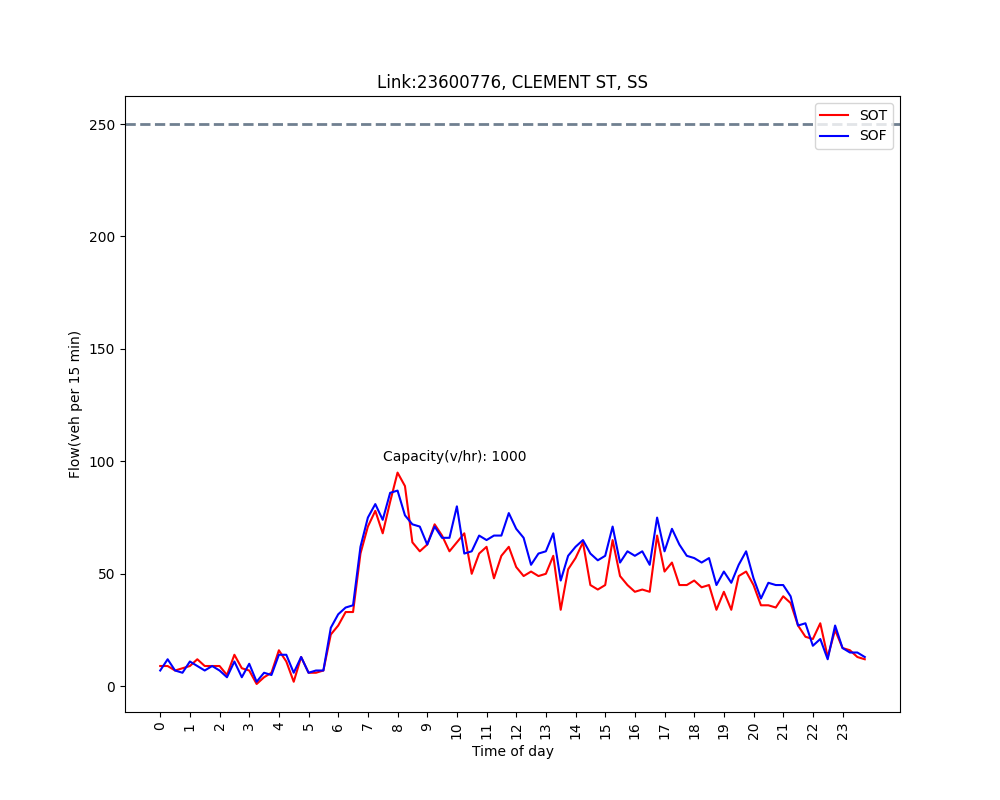 Link:23600776, CLEMENT ST, SS
SOT
SOF
250
200
150
100
50
0
Flow(veh per 15 min)
Capacity(v/hr): 1000
0 1 2 3 4 5 6 7 8 9 10 11 12 13 14 15 16 17 18 19 20 21 22 23
Time of day